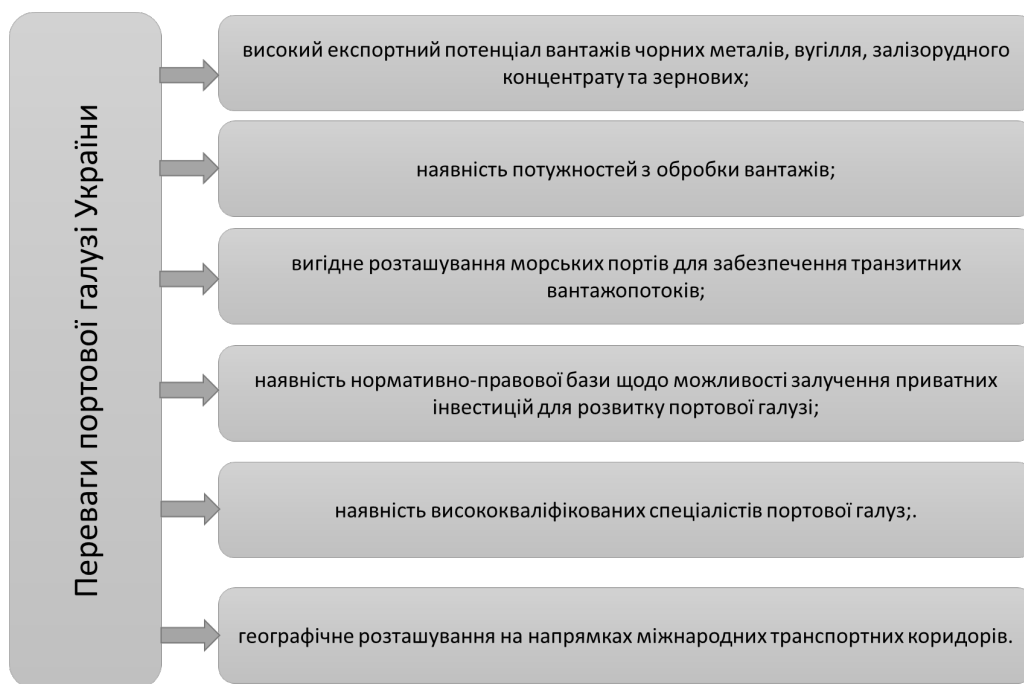 Переваги портової галузі України
високий експортний потенціал вантажів чорних металів, вугілля, залізорудного
концентрату та зернових;
наявність потужностей з обробки вантажів;
вигідне розташування морських портів для забезпечення транзитних
вантажопотоків;
наявність нормативно-правової бази щодо можливості залучення приватних
інвестицій для розвитку портової галузі;
наявність висококваліфікованих спеціалістів портової галуз;.
географічне розташування на напрямках міжнародних транспортних коридорів.